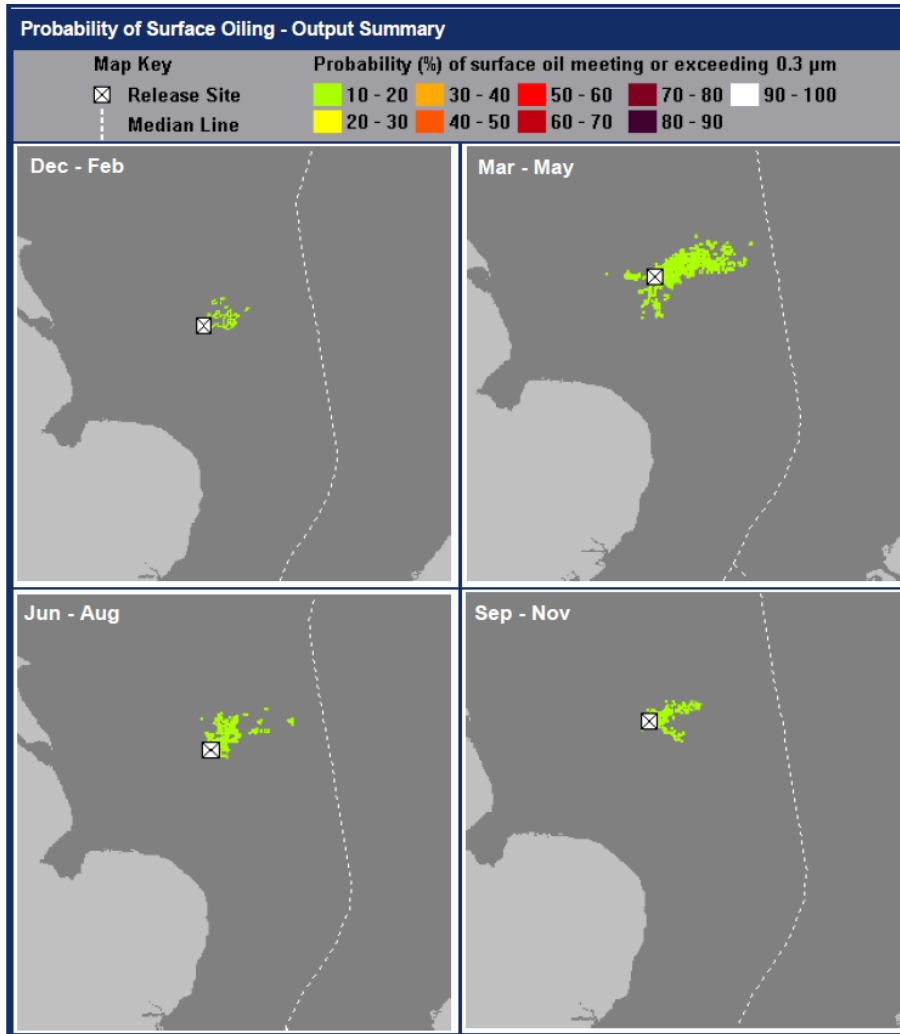 Probability of Surface Oiling - Output Summary
Map Key
Probability (%) of surface oil meeting or exceeding 0.3 µm
Release Site
10 - 20
30 - 40
50 - 60
70 - 80
90 - 100
Median Line
20 - 30
40 - 50
60 - 70
80 - 90
Dec - Feb
Mar - May
Jun - Aug
Sep - Nov